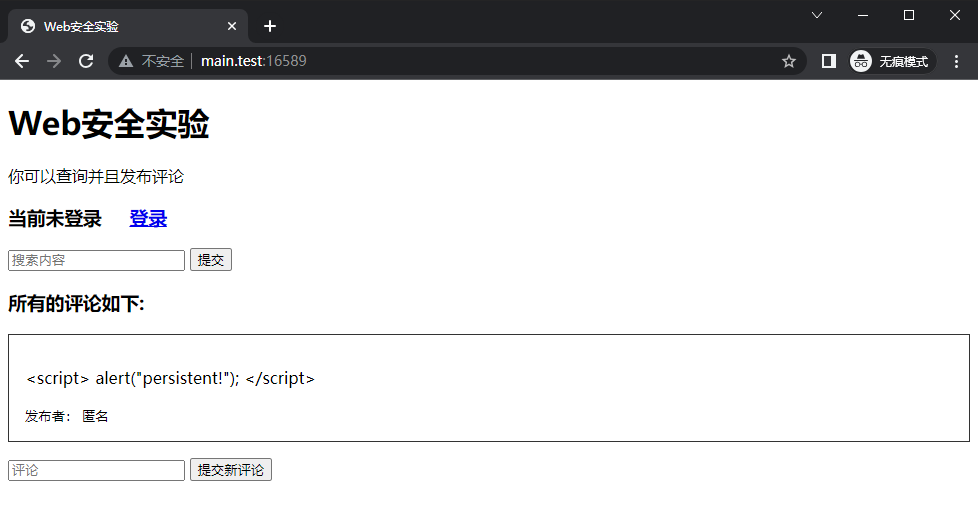 Web安全实验
不安全 main.test:16589 无痕模式
Web安全实验
你可以查询并且发布评论
当前未登录 登录
搜索内容 提交
所有的评论如下:
<script> alert("persistent!"); </script>
发布者： 匿名
评论 提交新评论